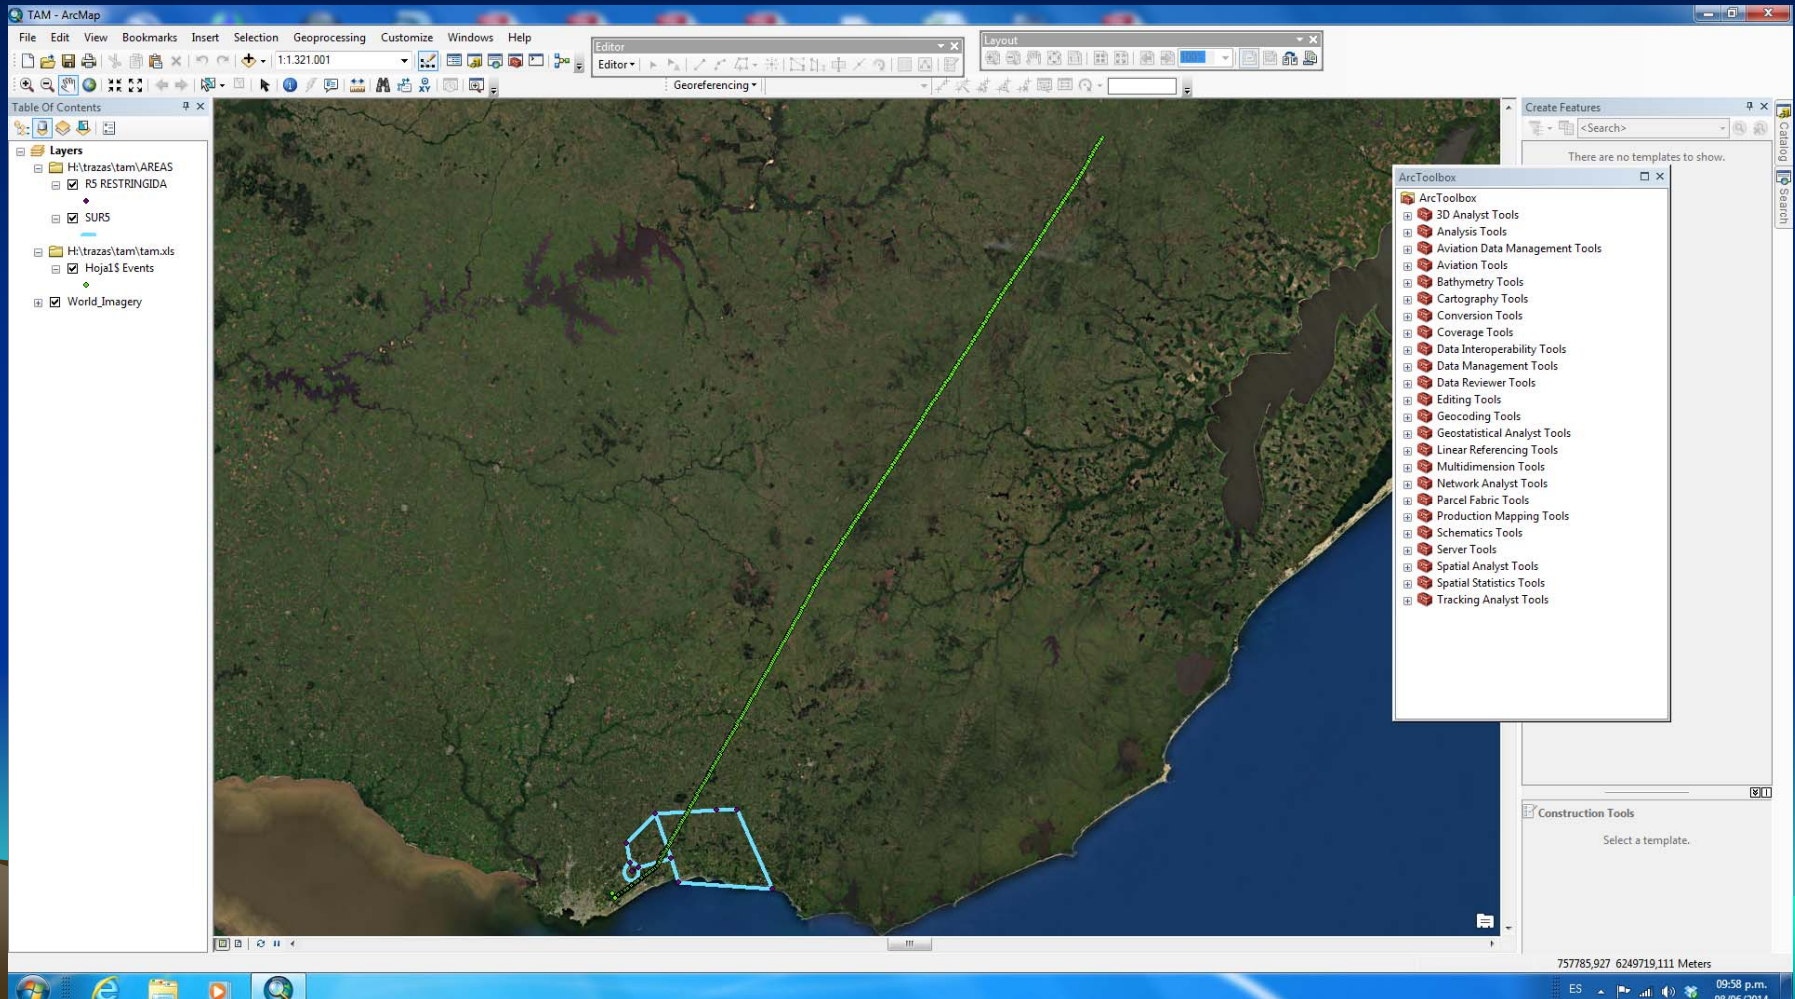 TAM - ArcMap
File Edit View Bookmarks Insert Selection Geoprocessing Customize Windows Help
1:1.321.001
Editor
Editor
Layout
100%
Georeferencing
Table Of Contents
Layers
H:\trazas\tam\AREAS
R5 RESTRINGIDA
SUR5
H:\trazas\tam\tam.xls
Hoja1$ Events
World_Imagery
Create Features
<Search>
There are no templates to show.
Catalog
Search
ArcToolbox
ArcToolbox
3D Analyst Tools
Analysis Tools
Aviation Data Management Tools
Aviation Tools
Bathymetry Tools
Cartography Tools
Conversion Tools
Coverage Tools
Data Interoperability Tools
Data Management Tools
Data Reviewer Tools
Editing Tools
Geocoding Tools
Geostatistical Analyst Tools
Linear Referencing Tools
Multidimension Tools
Network Analyst Tools
Parcel Fabric Tools
Production Mapping Tools
Schematics Tools
Server Tools
Spatial Analyst Tools
Spatial Statistics Tools
Tracking Analyst Tools
Construction Tools
Select a template.
757785,927 6249719,111 Meters
ES
09:58 p.m.
08/06/2014